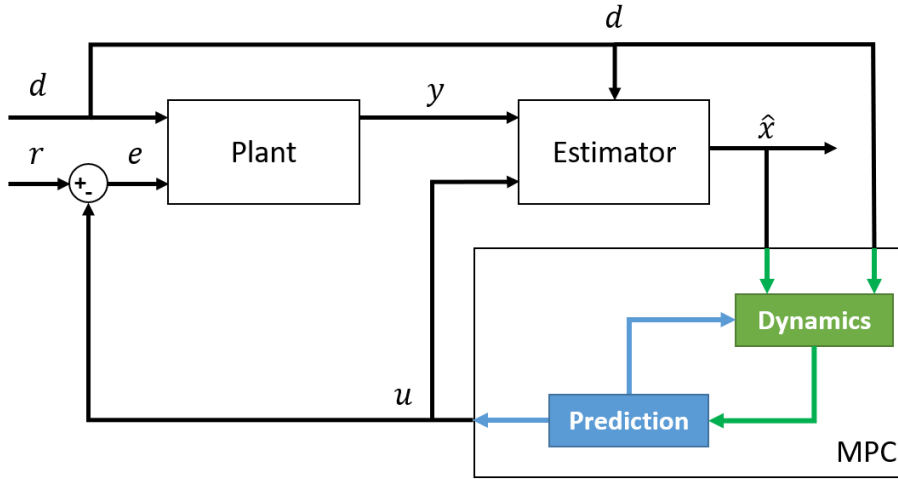 d
d
y
Plant
Estimator
x̂
r
e
+
-
Dynamics
u
Prediction
MPC